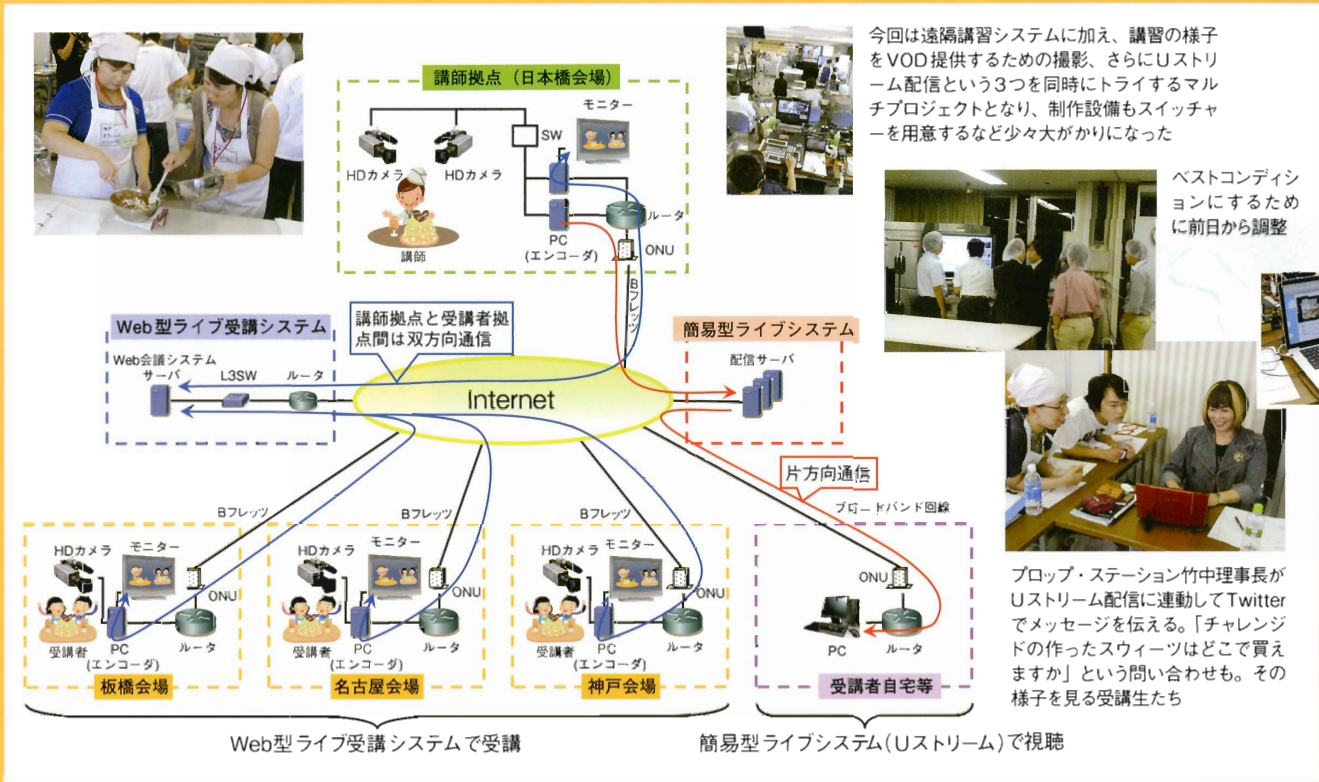 今回は遠隔講習システムに加え、講習の様子
をVOD提供するための撮影、さらにUストリ
ーム配信という3つを同時にトライするマル
チプロジェクトとなり、制作設備もスイッチャ
ーを用意するなど少々大がかりになった
ベストコンディシ
ョンにするため
に前日から調整
講師拠点（日本橋会場）
モニター
SW
HDカメラ
HDカメラ
講師
ルータ
PC
(エンコーダ)
ONU
Bフレッツ
Web型ライブ受講システム
講師拠点と受講者拠
点間は双方向通信
簡易型ライブシステム
Web会議システム
サーバ
L3SW
ルータ
配信サーバ
Internet
片方向通信
Bフレッツ
Bフレッツ
Bフレッツ
ブロードバンド回線
HDカメラ
モニター
ONU
受講者
PC
(エンコーダ)
ルータ
板橋会場
HDカメラ
モニター
ONU
受講者
PC
(エンコーダ)
ルータ
名古屋会場
HDカメラ
モニター
ONU
受講者
PC
(エンコーダ)
ルータ
神戸会場
ONU
PC
ルータ
受講者自宅等
Web型ライブ受講システムで受講
簡易型ライブシステム(Uストリーム)で視聴
プロップ・ステーション竹中理事長が
Uストリーム配信に連動してTwitter
でメッセージを伝える。「チャレンジ
ドの作ったスウィーツはどこで買え
ますか」という問い合わせも。その
様子を見る受講生たち